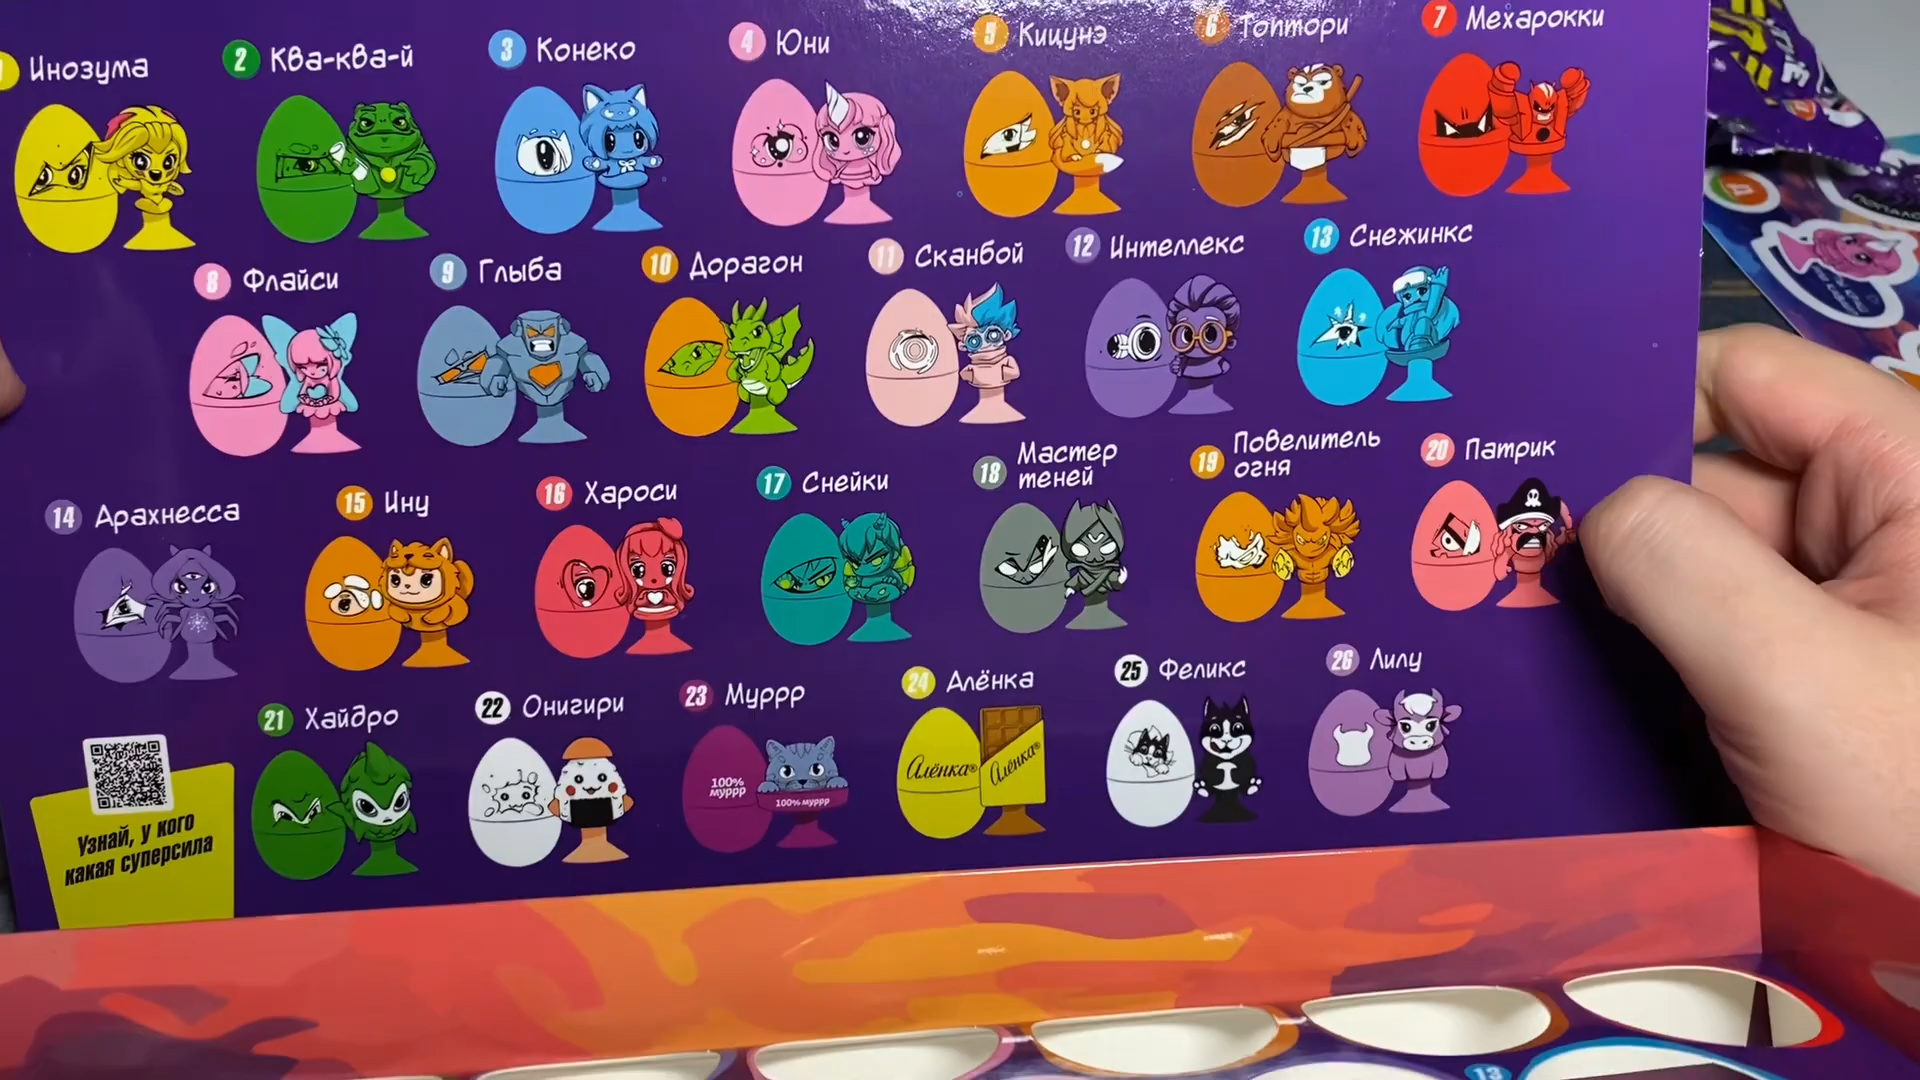 1 Инозума
2 Ква-ква-й
3 Конеко
4 Юни
5 Кицунэ
6 Топтори
7 Мехарокки
8 Флайси
9 Глыба
10 Дорагон
11 Сканбой
12 Интеллекс
13 Снежинкс
14 Арахнесса
15 Ину
16 Хароси
17 Снейки
18 Мастер
теней
19 Повелитель
огня
20 Патрик
21 Хайдро
22 Онигири
23 Муррр
24 Алёнка
25 Феликс
26 Лилу
100%
муррр
100% муррр
Алёнка®
Алёнка®
Узнай, у кого
какая суперсила
13